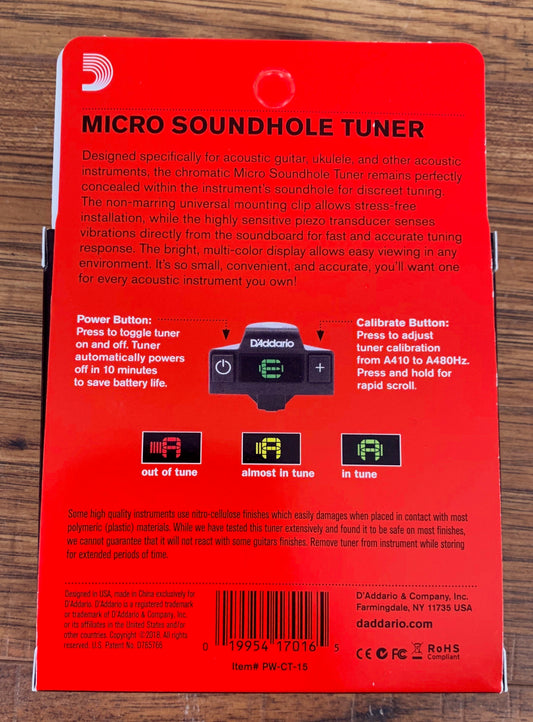 MICRO SOUNDHOLE TUNER
Designed specifically for acoustic guitar, ukulele, and other acoustic
instruments, the chromatic Micro Soundhole Tuner remains perfectly
concealed within the instrument's soundhole for discreet tuning.
The non-marring universal mounting clip allows stress-free
installation, while the highly sensitive piezo transducer senses
vibrations directly from the soundboard for fast and accurate tuning
response. The bright, multi-color display allows easy viewing in any
environment. It's so small, convenient, and accurate, you'll want one
for every acoustic instrument you own!
Power Button:
Press to toggle tuner
on and off. Tuner
automatically powers
off in 10 minutes
to save battery life.
D'Addario
E
+
Calibrate Button:
Press to adjust
tuner calibration
from A410 to A480Hz.
Press and hold for
rapid scroll.
A
out of tune
A
almost in tune
A
in tune
Some high quality instruments use nitro-cellulose finishes which easily damages when placed in contact with most
polymeric (plastic) materials. While we have tested this tuner extensively and found it to be safe on most finishes,
we cannot guarantee that it will not react with some guitars finishes. Remove tuner from instrument while storing
for extended periods of time.
Designed in USA, made in China exclusively for
D'Addario. D'Addario is a registered trademark
or trademark of D'Addario & Company, Inc.
or its affiliates in the United States and/or
other countries. Copyright ©2018. All rights
reserved. U.S. Patent No. D755766
0 19954 17016 5
Item# PW-CT-15
D'Addario & Company, Inc.
Farmingdale, NY 11735 USA
daddario.com
CE FC RoHS
Compliant